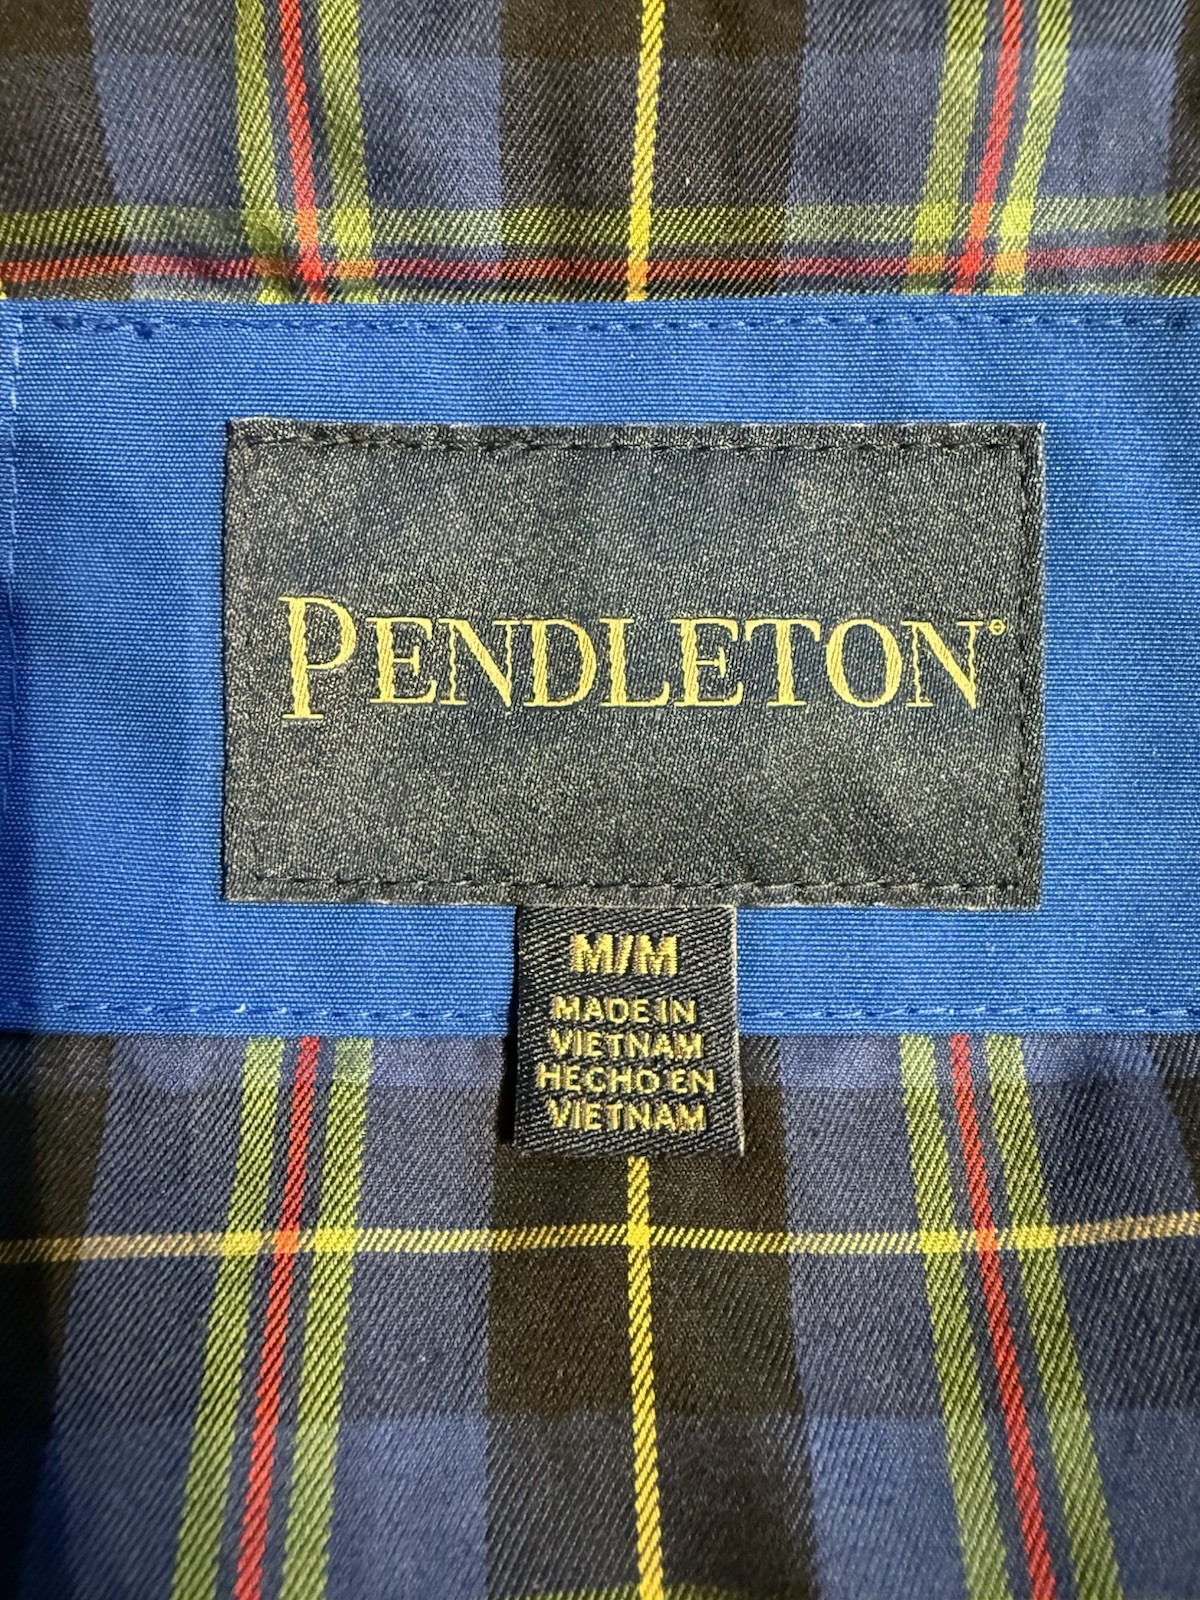 PENDLETON®
M/M
MADE IN
VIETNAM
HECHO EN
VIETNAM